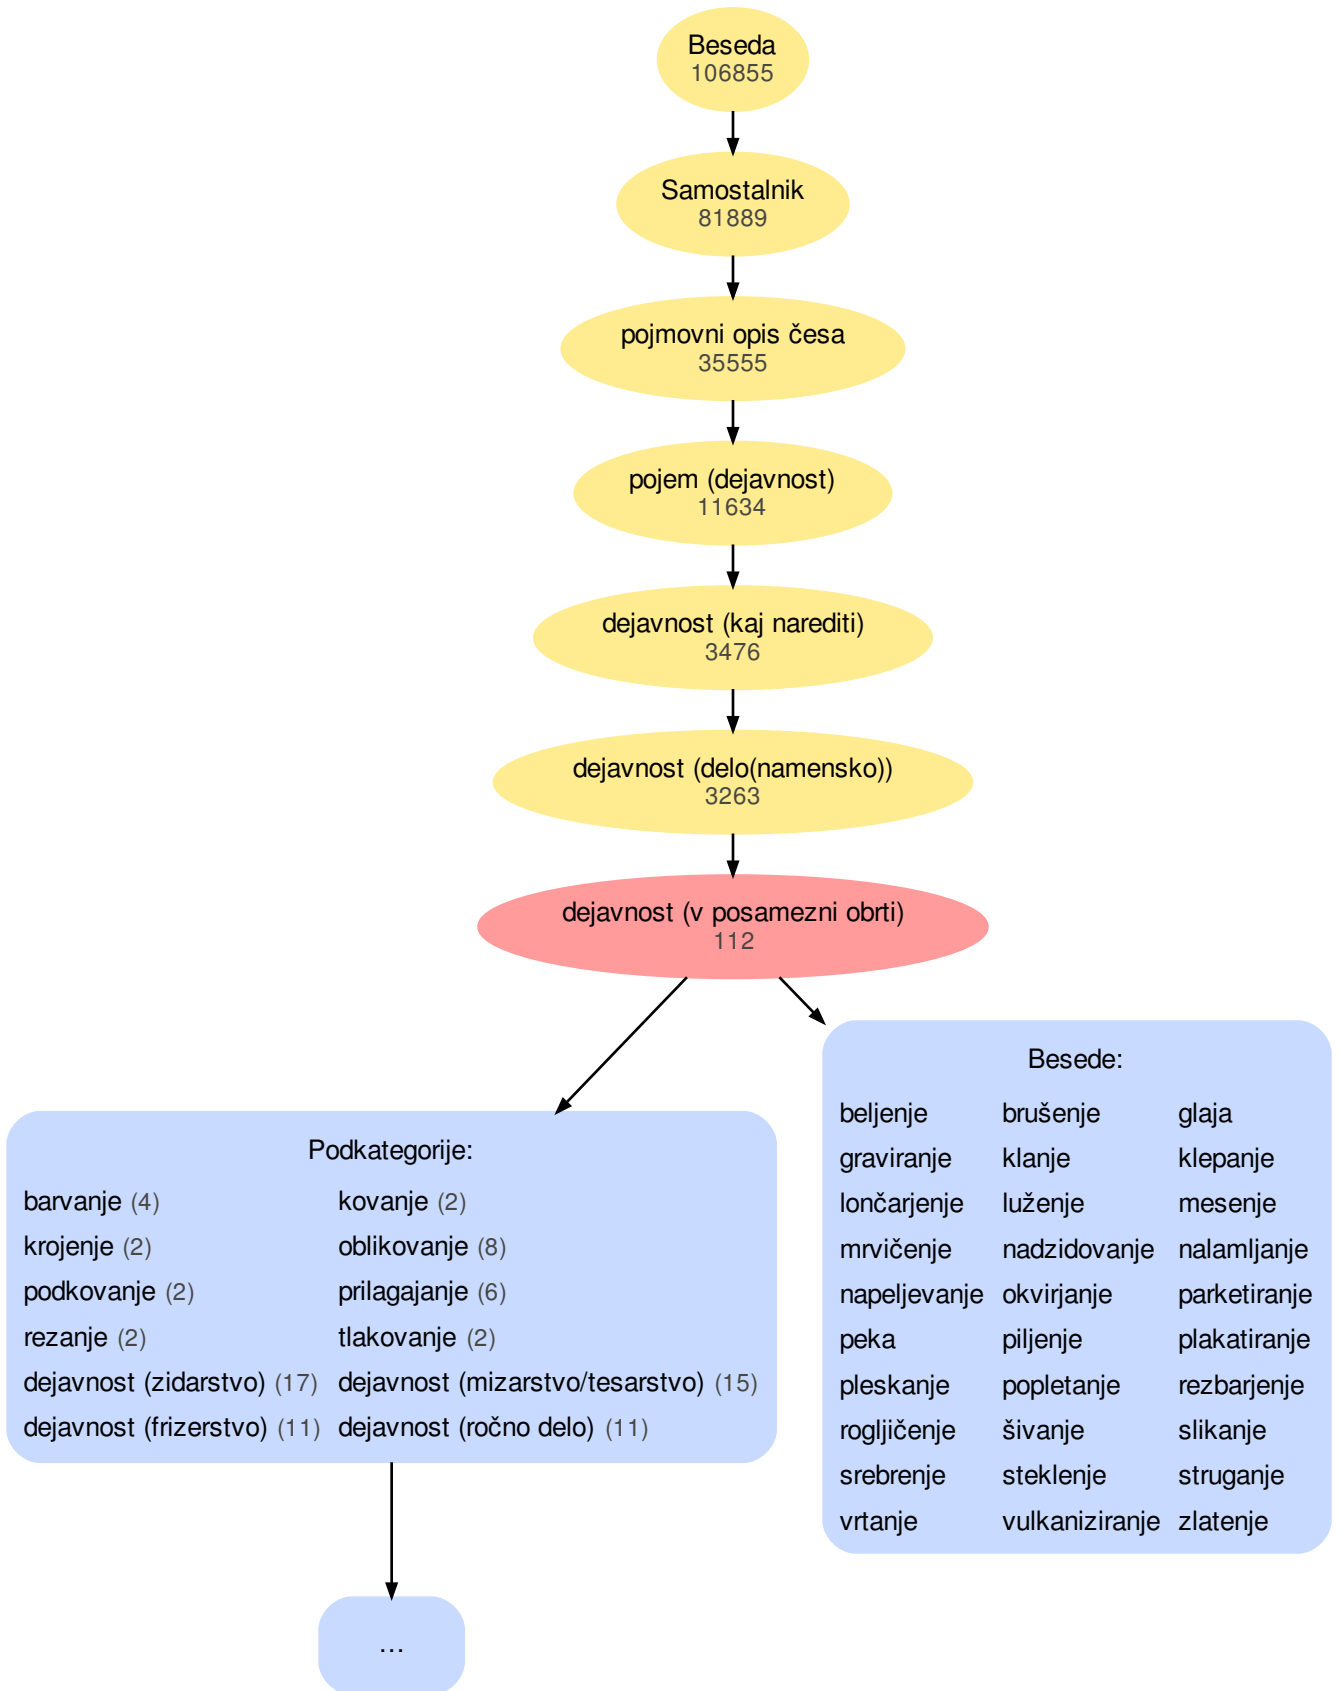 Beseda
106855
Samostalnik
81889
pojmovni opis česa
35555
pojem (dejavnost)
11634
dejavnost (kaj narediti)
3476
dejavnost (delo(namensko))
3263
dejavnost (v posamezni obrti)
112
Podkategorije:
barvanje (4) kovanje (2)
krojenje (2) oblikovanje (8)
podkovanje (2) prilagajanje (6)
rezanje (2) tlakovanje (2)
dejavnost (zidarstvo) (17) dejavnost (mizarstvo/tesarstvo) (15)
dejavnost (frizerstvo) (11) dejavnost (ročno delo) (11)
Besede:
beljenje brušenje glaja
graviranje klanje klepanje
lončarjenje luženje mesenje
mrvičenje nadzidovanje nalamljanje
napeljevanje okvirjanje parketiranje
peka piljenje plakatiranje
pleskanje popletanje rezbarjenje
rogljičenje šivanje slikanje
srebrenje steklenje struganje
vrtanje vulkaniziranje zlatenje
...